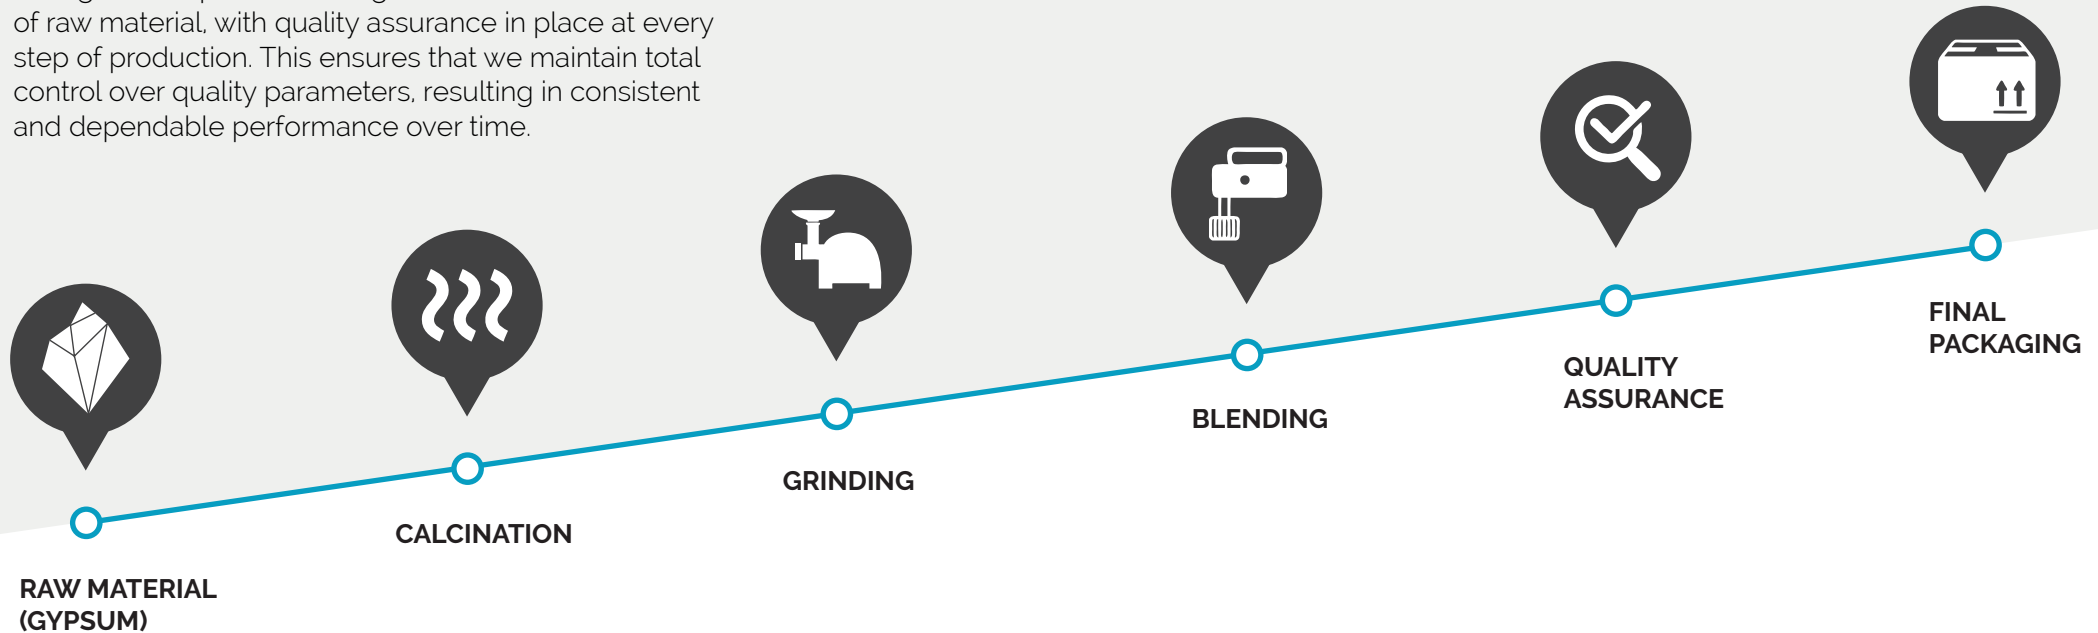 of raw material, with quality assurance in place at every
step of production. This ensures that we maintain total
control over quality parameters, resulting in consistent
and dependable performance over time.
FINAL
PACKAGING
QUALITY
ASSURANCE
BLENDING
GRINDING
CALCINATION
RAW MATERIAL
(GYPSUM)